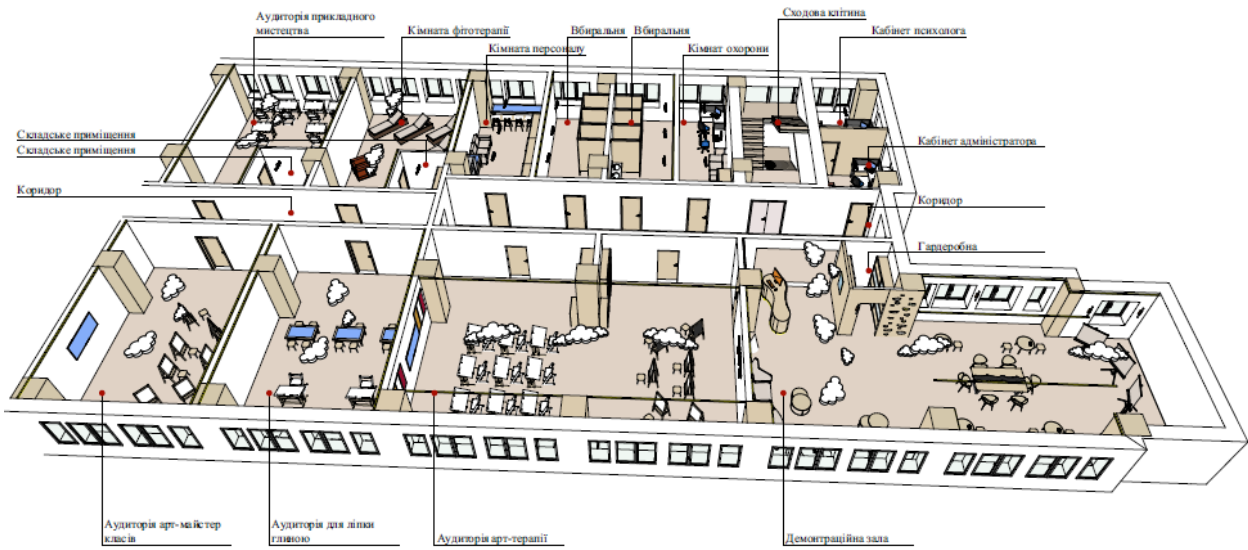 Аудиторія прикладного
мистецтва
Кімната фітотерапії
Кімната персоналу
Вбиральня
Вбиральня
Кімнат охорони
Сходова клітина
Кабінет психолога
Складське приміщення
Складське приміщення
Коридор
Кабінет адміністратора
Коридор
Гардеробна
Аудиторія арт-майстер
класів
Аудиторія для ліпки
глиною
Аудиторія арт-терапії
Демонтраційна зала